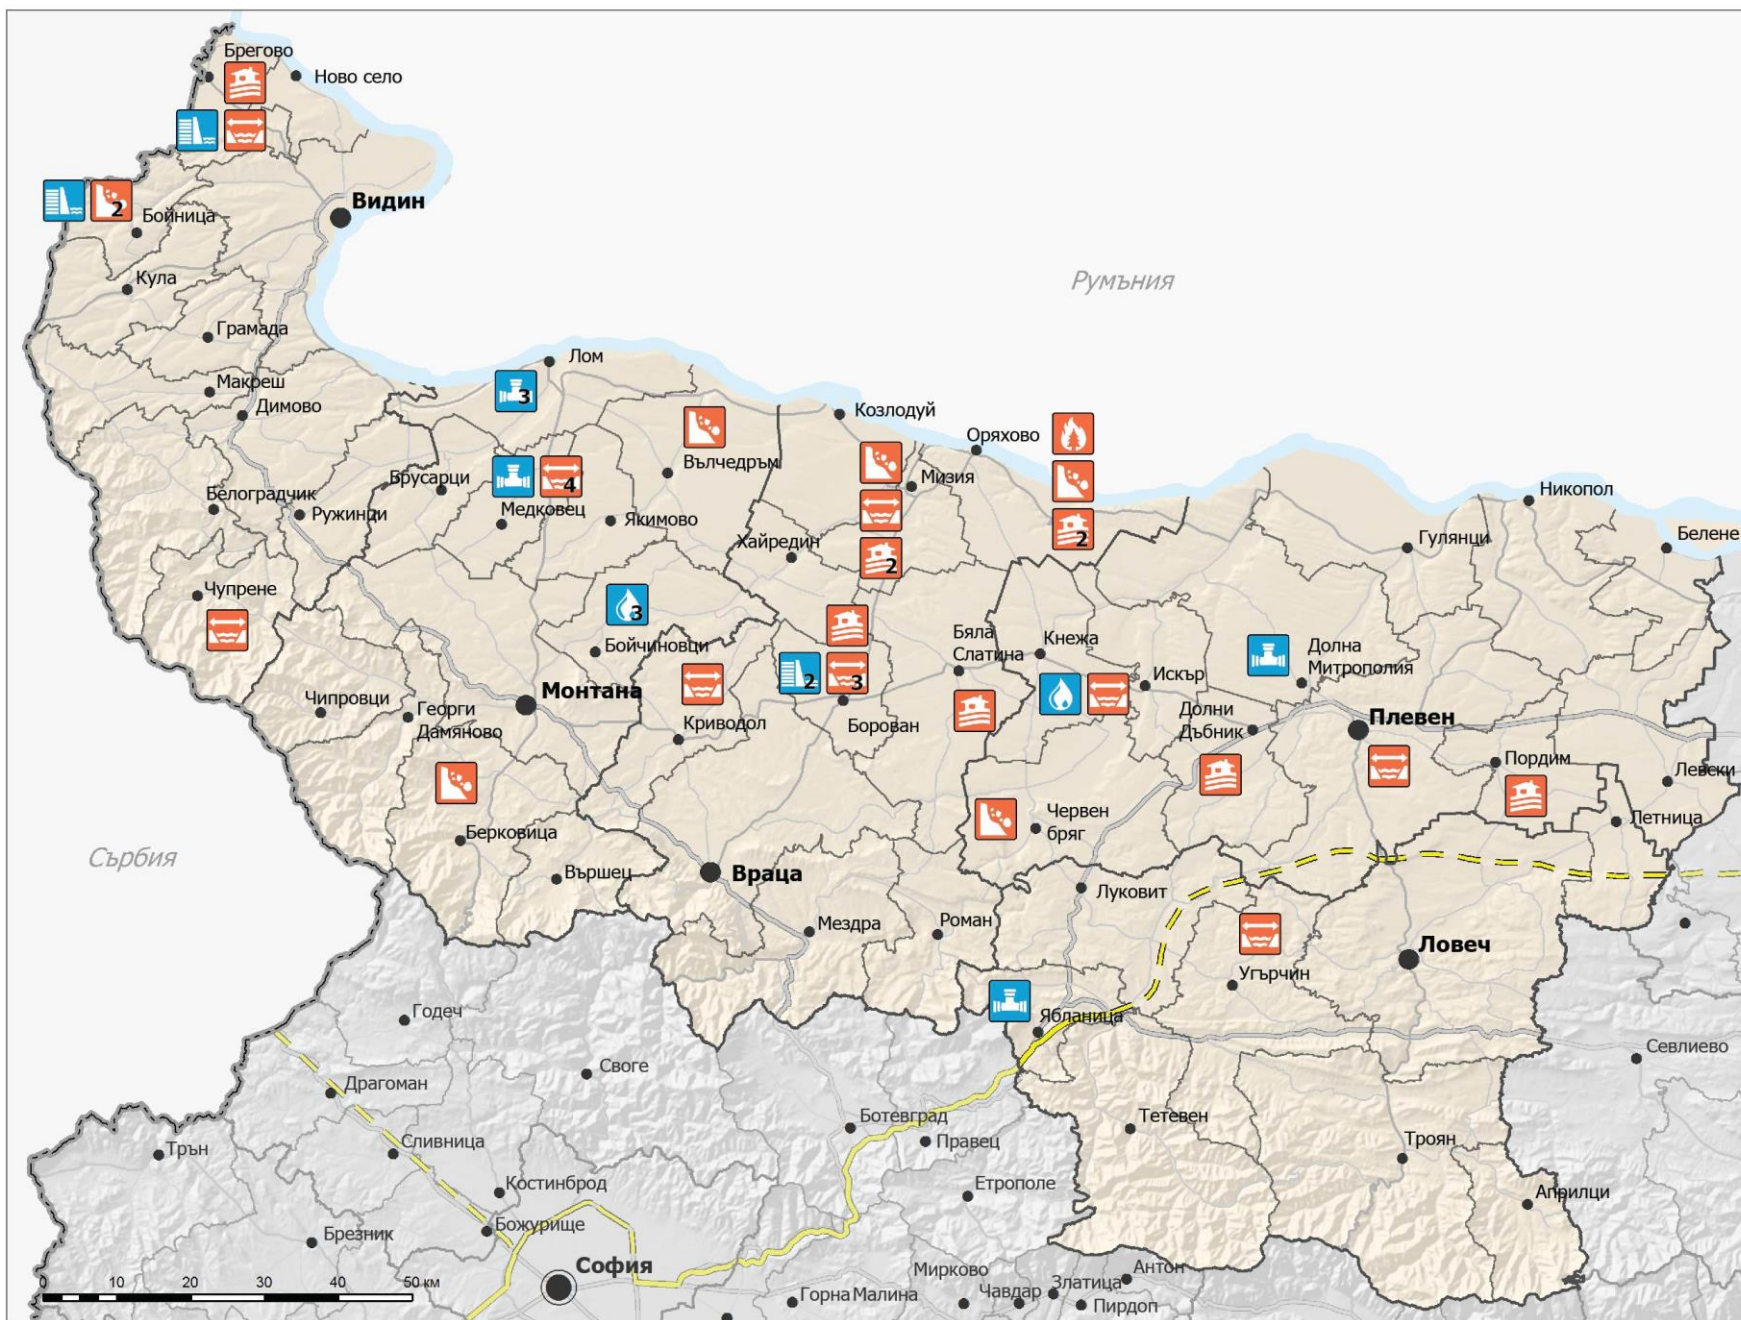 Брегово
Ново село
Видин
2
Бойница
Кула
Румъния
Грамада
Лом
Макреш
3
Димово
Козлодуй
Оряхово
Вълчедръм
Брусарци
4
Мизия
Никопол
Белоградчик
Ружинци
Медковец
Якимово
2
Хайредин
Гулянци
Белене
2
Чупрене
3
Бойчиновци
Бяла
Слатина
Кнежа
Долна
Митрополия
2
3
Искър
Монтана
Чипровци
Георги
Дамяново
Криводол
Борован
Долни
Дъбник
Плевен
Пордим
Левски
Червен
бряг
Летница
Берковица
Сърбия
Вършец
Враца
Луковит
Мездра
Роман
Ловеч
Угърчин
Годеч
Ябланица
Своге
Севлиево
Драгоман
Ботевград
Тетевен
Правец
Троян
Трън
Сливница
Костинброд
Етрополе
Априлци
Божурище
Брезник
София
Мирково
Златица
Антон
0 10 20 30 40 50 км
Горна Малина
Чавдар
Пирдоп